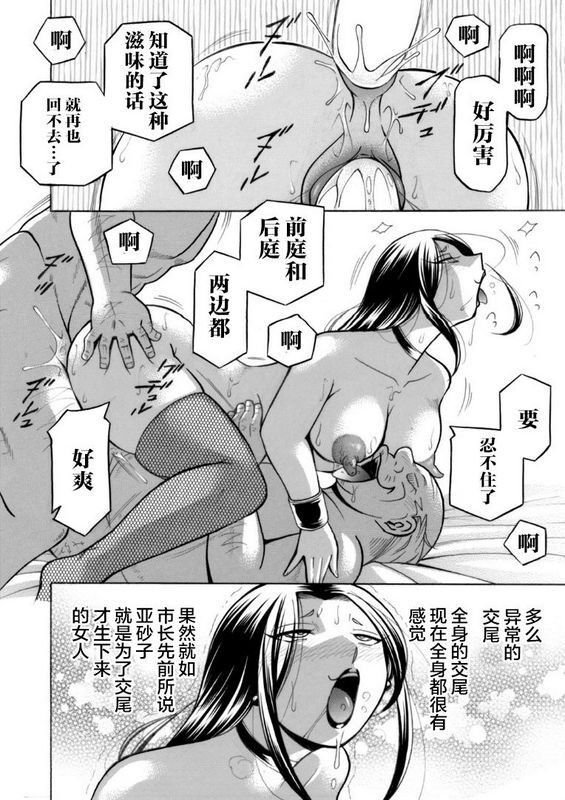 啊啊啊
好厉害
啊
知道了这种
滋味的话
啊
就再也
回不去…了
啊
前庭和
后庭
两边都
啊
啊
要
忍不住了
好爽
啊
多么
异常的
交尾
全身的交尾
现在全身都很有
感觉
果然就如
市长先前所说
亚砂子
就是为了交尾
才生下来
的女人